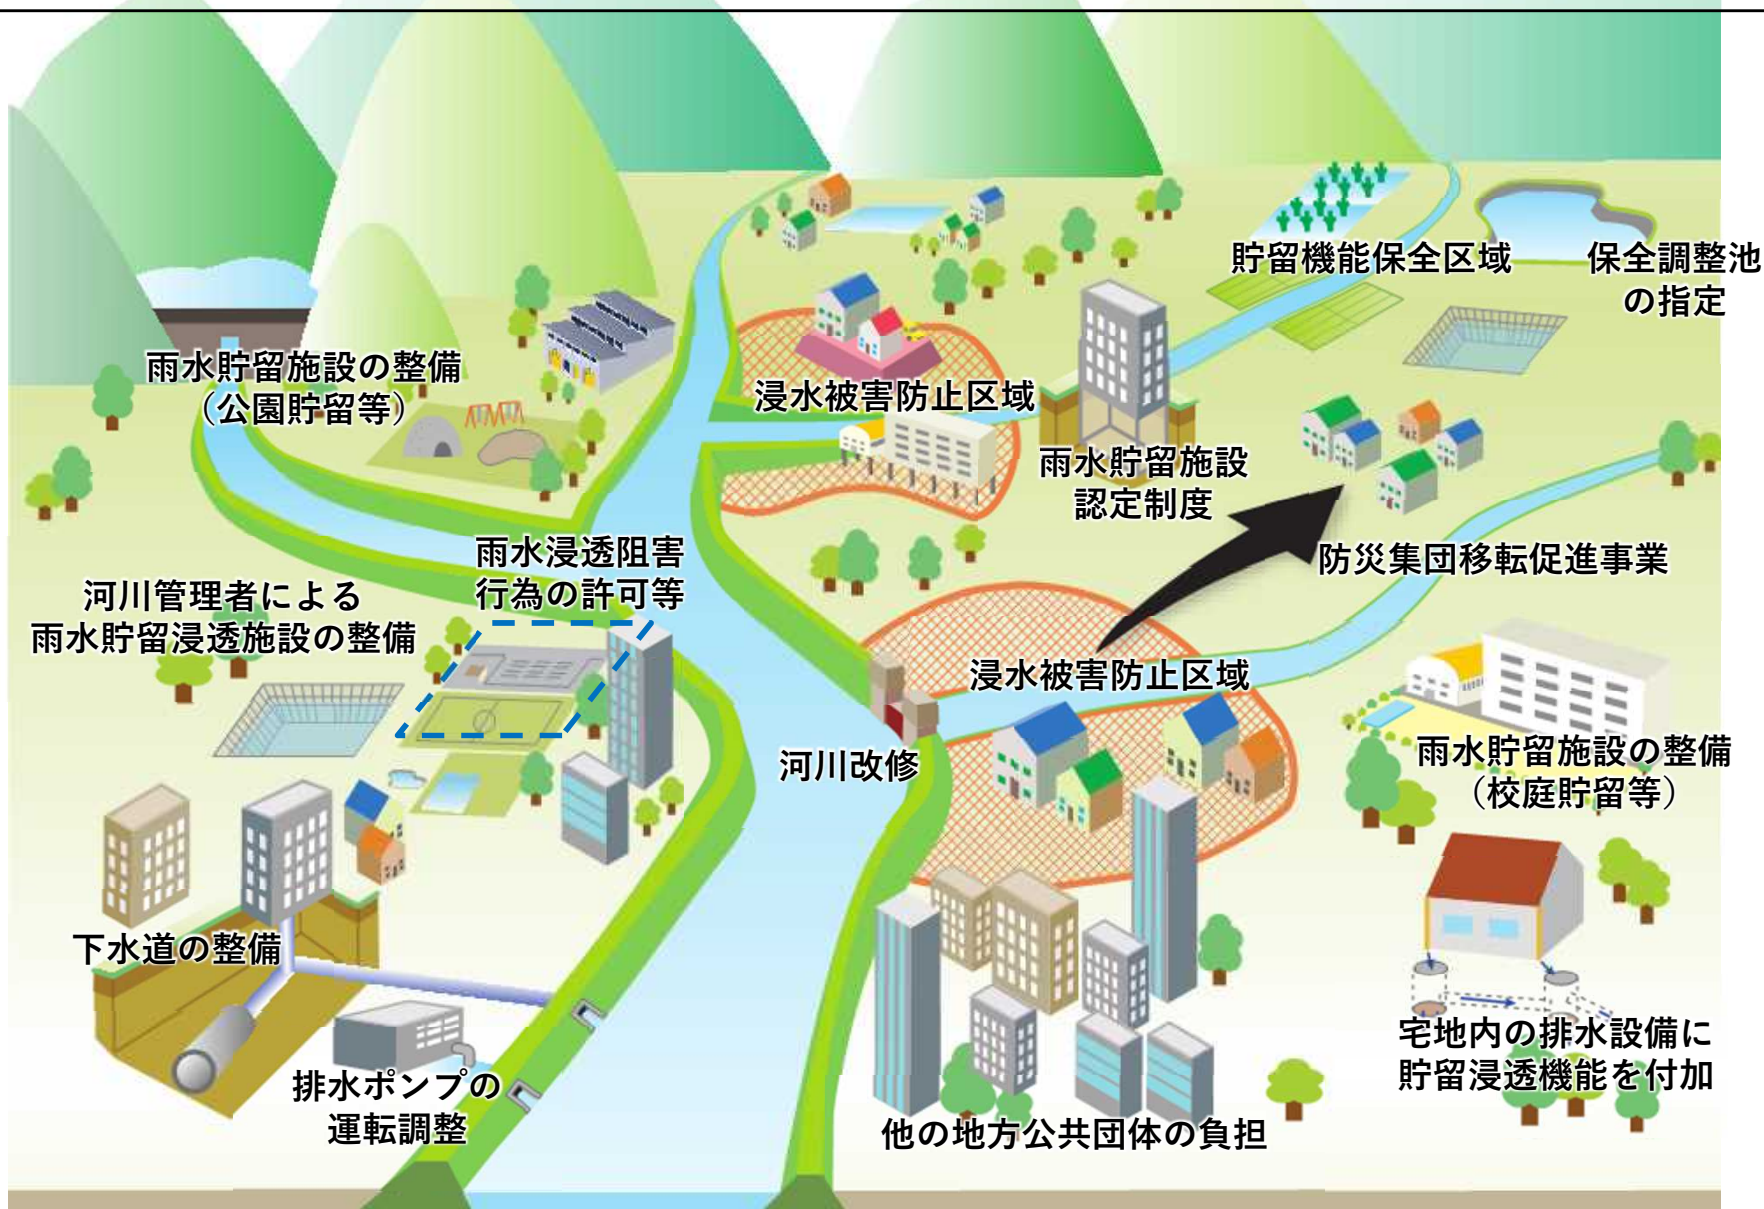 貯留機能保全区域
保全調整池
の指定
雨水貯留施設の整備
（公園貯留等）
浸水被害防止区域
雨水貯留施設
認定制度
雨水浸透阻害
行為の許可等
防災集団移転促進事業
河川管理者による
雨水貯留浸透施設の整備
浸水被害防止区域
河川改修
雨水貯留施設の整備
（校庭貯留等）
下水道の整備
排水ポンプの
運転調整
宅地内の排水設備に
貯留浸透機能を付加
他の地方公共団体の負担